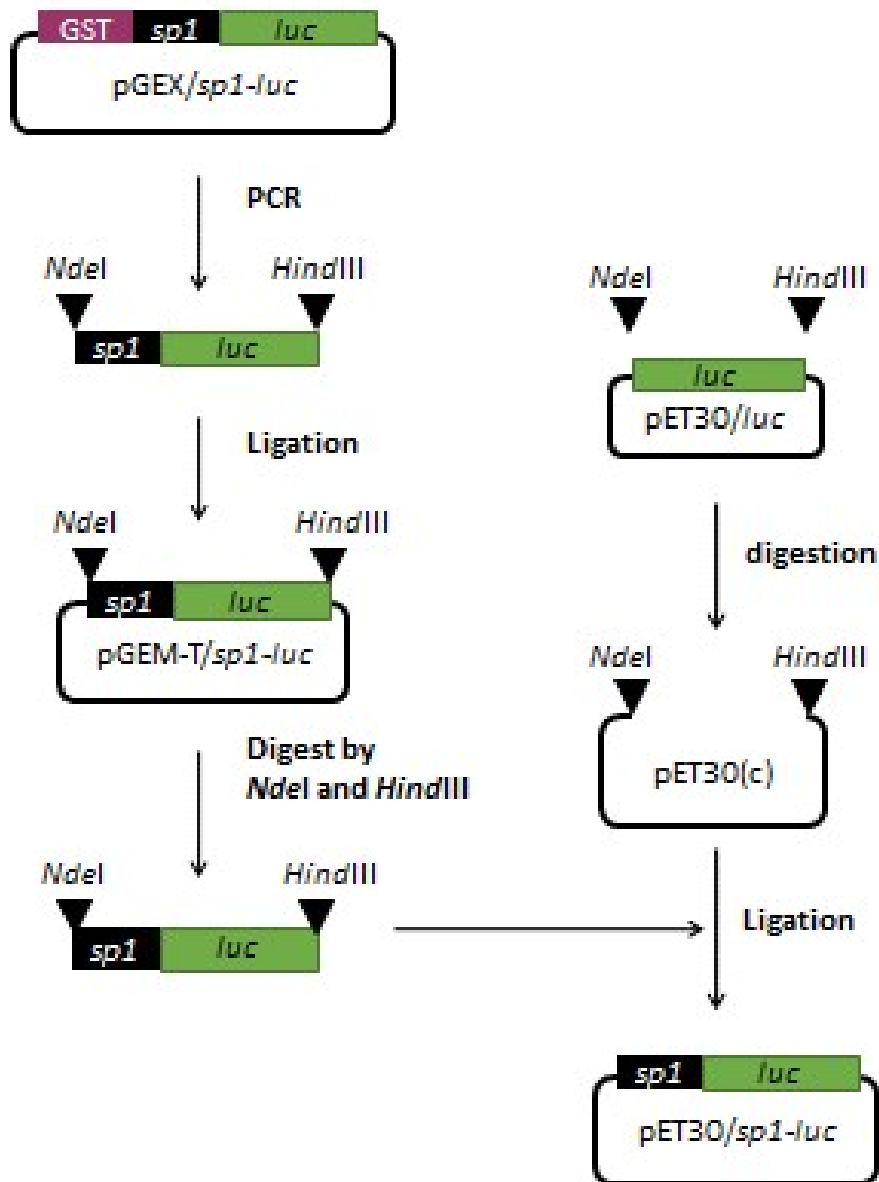 GST sp1 luc
pGEX/sp1-luc
PCR
NdeI HindIII
sp1 luc
Ligation
NdeI HindIII
sp1 luc
pGEM-T/sp1-luc
Digest by
NdeI and HindIII
NdeI HindIII
sp1 luc
NdeI HindIII
luc
pET30/luc
digestion
NdeI HindIII
pET30(c)
Ligation
sp1 luc
pET30/sp1-luc